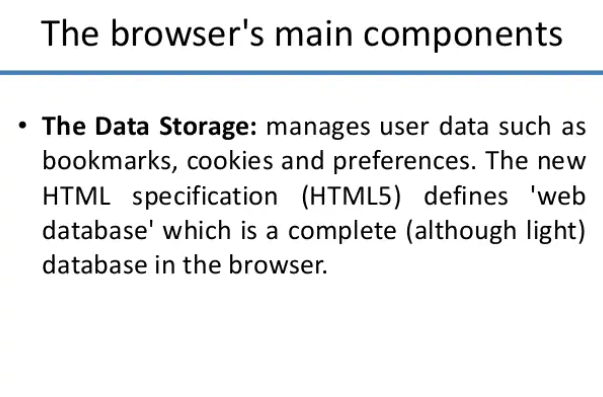 The browser's main components
• The Data Storage: manages user data such as
bookmarks, cookies and preferences. The new
HTML specification (HTML5) defines 'web
database' which is a complete (although light)
database in the browser.